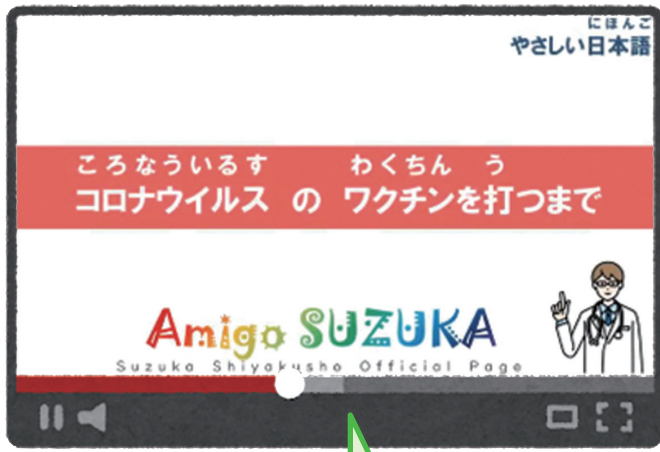 にほんご
やさしい日本語
ころなういるす わくちん う
コロナウイルス の ワクチンを打つまで
Amigo SUZUKA
Suzuka Shiyakusho Official Page